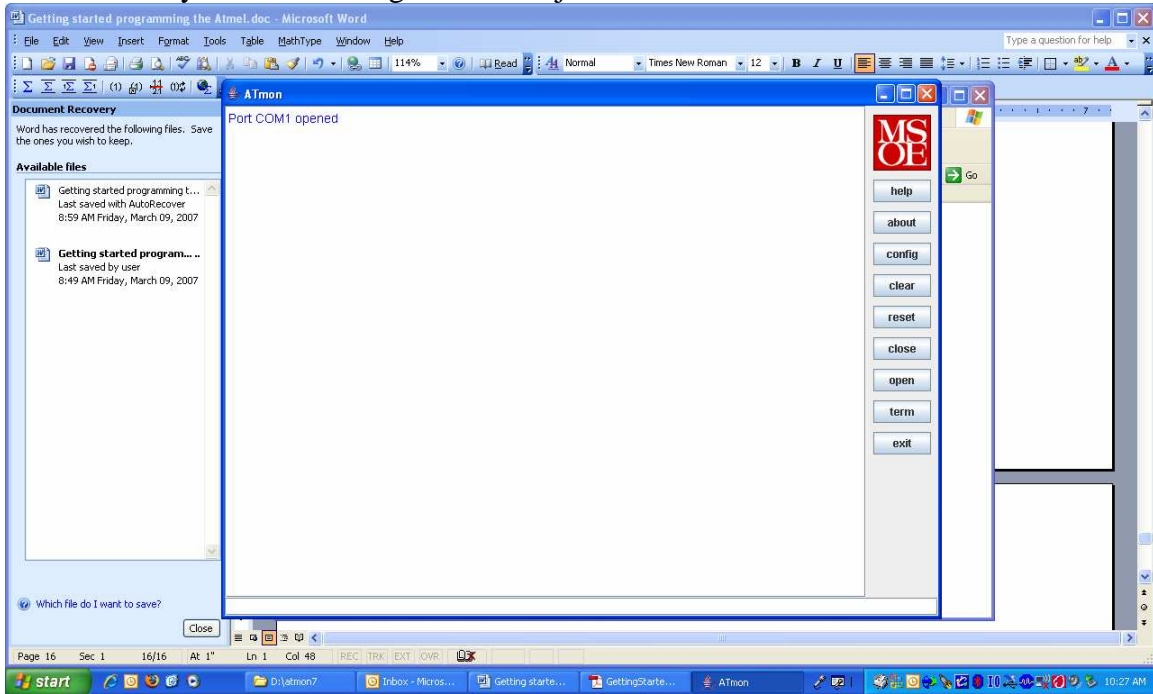 Getting started programming the Atmel.doc - Microsoft Word
File Edit View Insert Format Tools Table MathType Window Help
Type a question for help
114% Read Normal Times New Roman 12 B I U
Document Recovery
Word has recovered the following files. Save
the ones you wish to keep.
Available files
Getting started programming t...
Last saved with AutoRecover
8:59 AM Friday, March 09, 2007
Getting started program... ..
Last saved by user
8:49 AM Friday, March 09, 2007
Which file do I want to save?
Close
ATmon
Port COM1 opened
MS
OE
help
about
config
clear
reset
close
open
term
exit
Go
7
Page 16 Sec 1 16/16 At 1" Ln 1 Col 48 REC TRK EXT OVR
start D:\atmon7 Inbox - Micros... Getting starte... GettingStarte... ATmon 10:27 AM